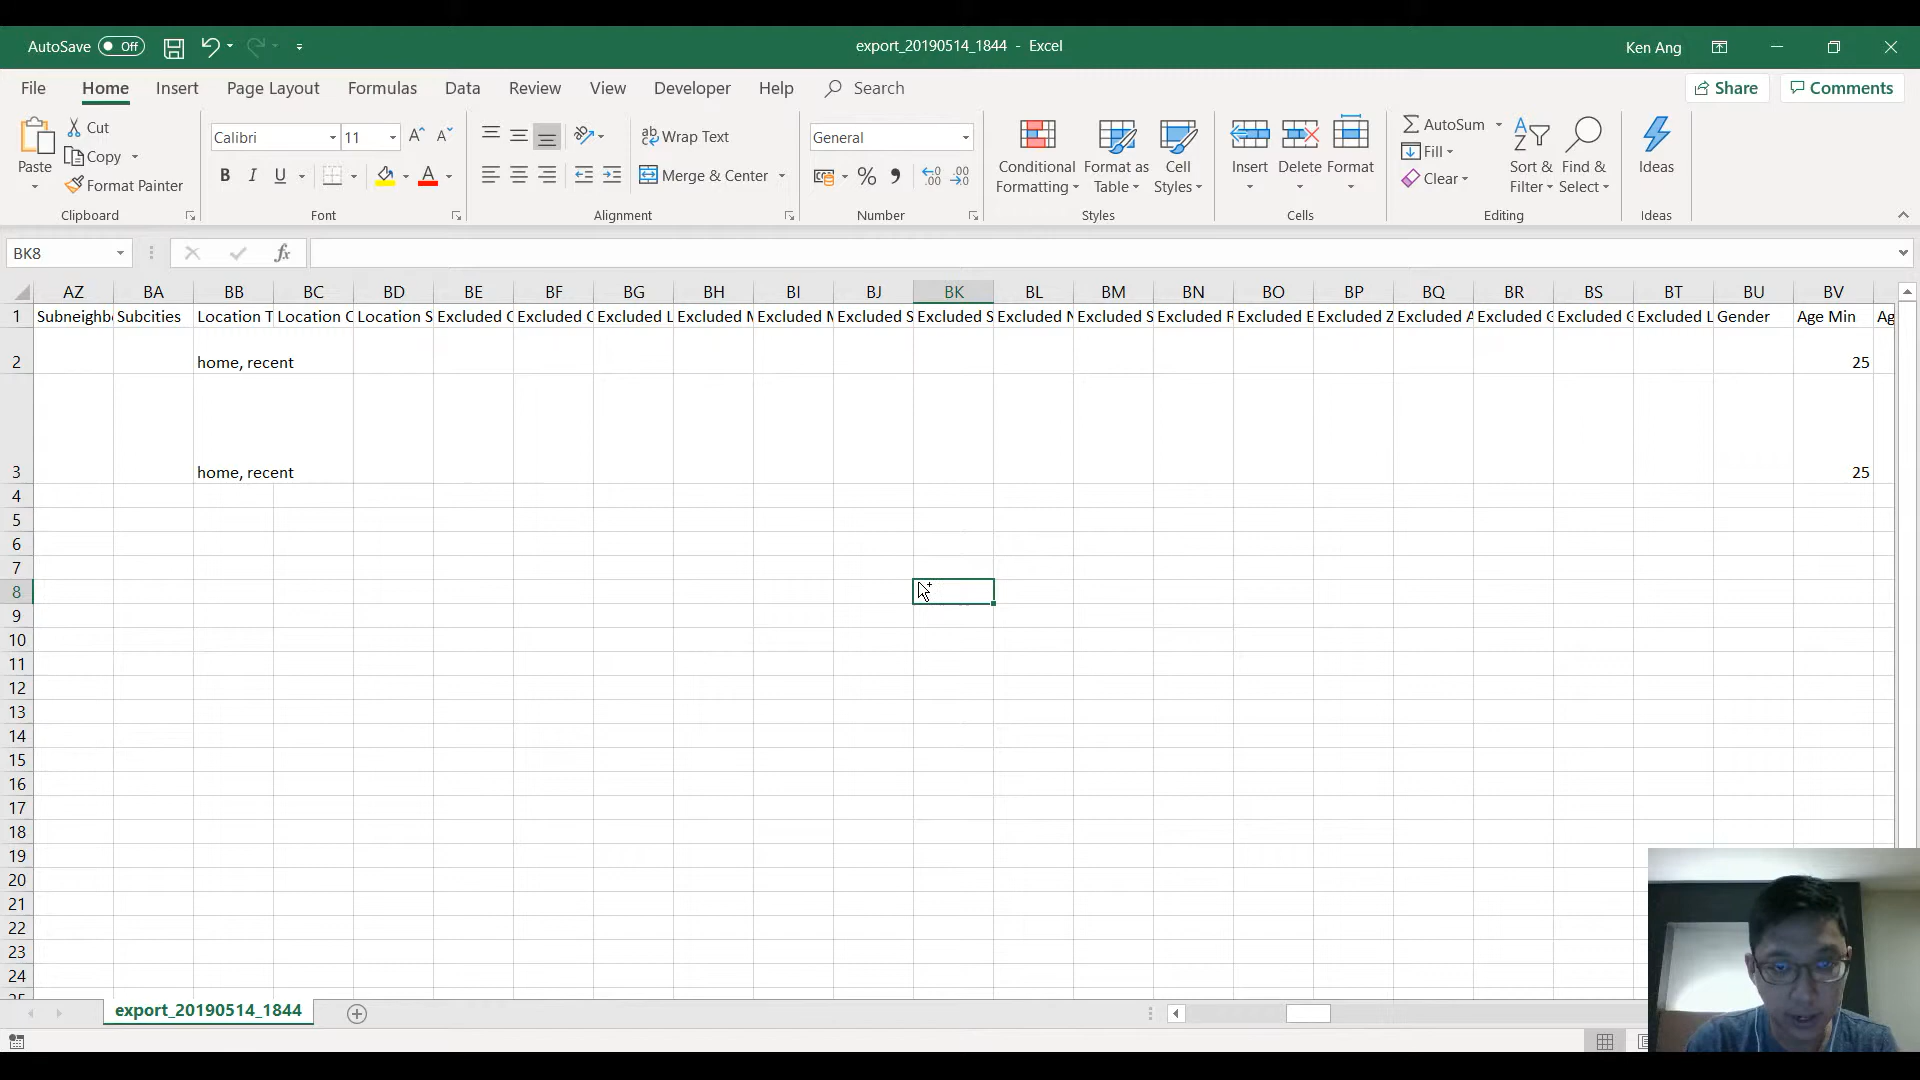 AutoSave Off
export_20190514_1844 - Excel
Ken Ang
File Home Insert Page Layout Formulas Data Review View Developer Help Search
Share Comments
Paste
Cut
Copy
Format Painter
Clipboard
Calibri 11
B I U A
Font
Wrap Text
Merge & Center
Alignment
General
% , .00 .00
Number
Conditional Formatting
Format as Table
Cell Styles
Styles
Insert Delete Format
Cells
AutoSum
Fill
Clear
Sort & Filter
Find & Select
Editing
Ideas
Ideas
BK8 fx
AZ BA BB BC BD BE BF BG BH BI BJ BK BL BM BN BO BP BQ BR BS BT BU BV
1 Subneighb Subcities Location T Location C Location S Excluded C Excluded C Excluded L Excluded M Excluded M Excluded S Excluded S Excluded N Excluded S Excluded R Excluded E Excluded Z Excluded A Excluded G Excluded G Excluded L Gender Age Min Ag
2 home, recent 25
3 home, recent 25
4
5
6
7
8
9
10
11
12
13
14
15
16
17
18
19
20
21
22
23
24
25
export_20190514_1844